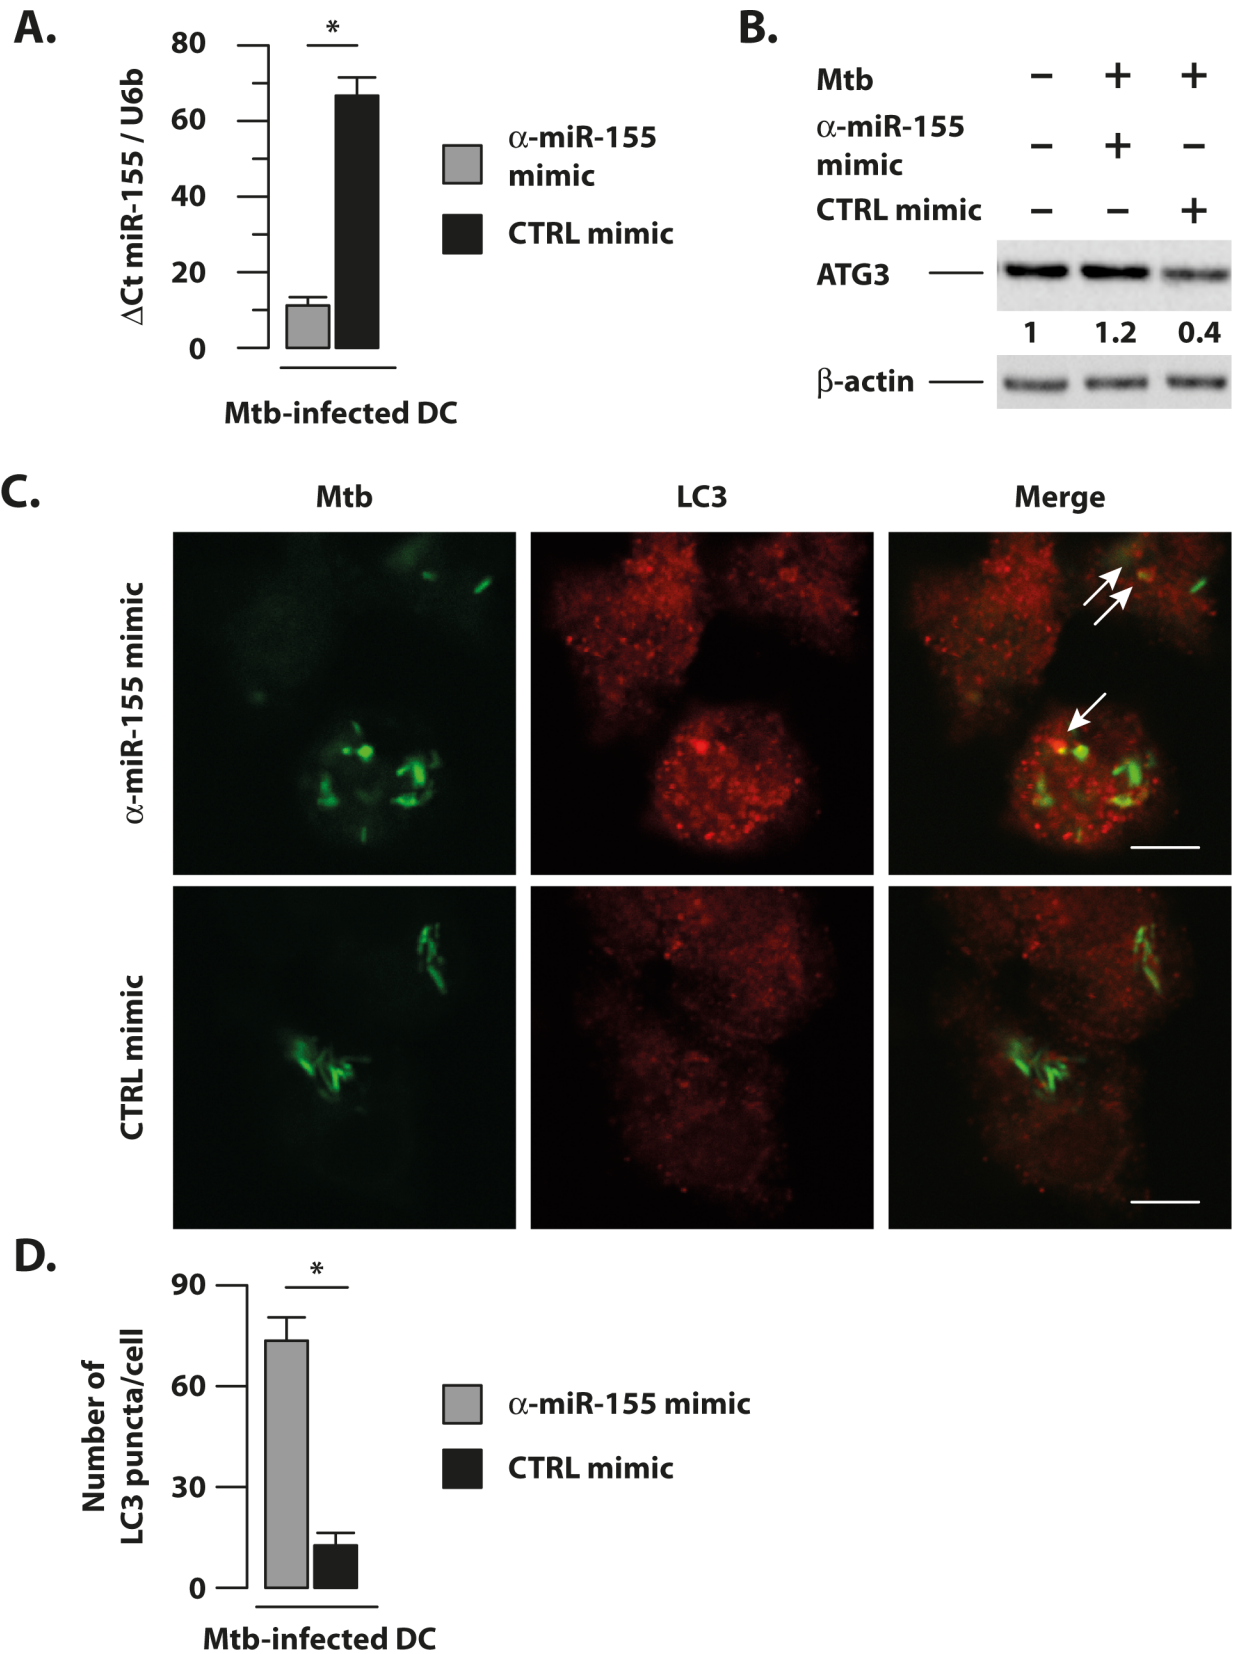 A.
*
80
60
40
20
0
ΔCt miR-155 / U6b
α-miR-155
mimic
CTRL mimic
Mtb-infected DC
B.
Mtb − + +
α-miR-155
mimic − + −
CTRL mimic − − +
ATG3
1 1.2 0.4
β-actin
C.
Mtb LC3 Merge
α-miR-155 mimic
CTRL mimic
D.
*
90
60
30
0
Number of
LC3 puncta/cell
α-miR-155 mimic
CTRL mimic
Mtb-infected DC